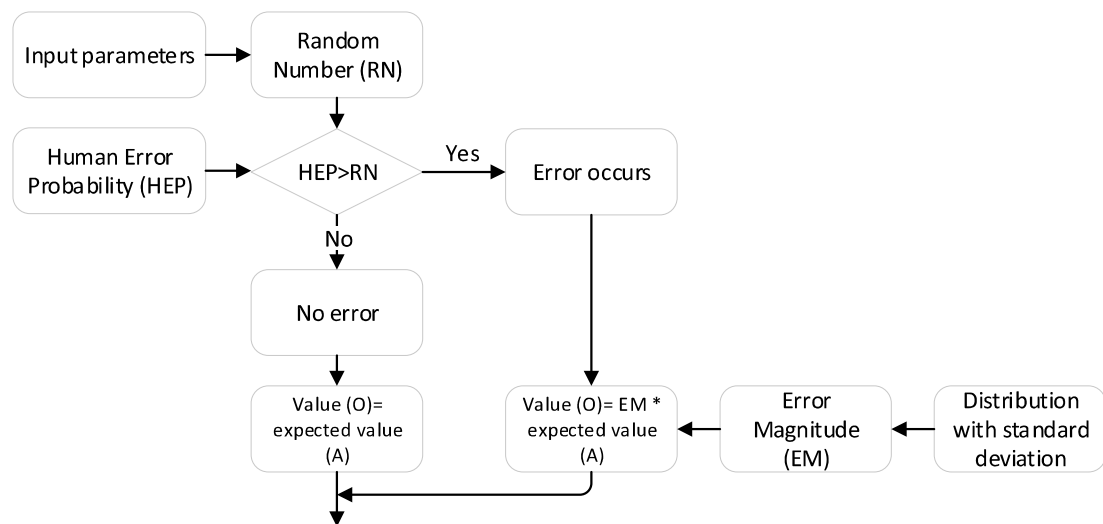 Input parameters
Random
Number (RN)
Human Error
Probability (HEP)
HEP>RN
Yes
Error occurs
No
No error
Value (O)=
expected value
(A)
Value (O)= EM *
expected value
(A)
Error
Magnitude
(EM)
Distribution
with standard
deviation